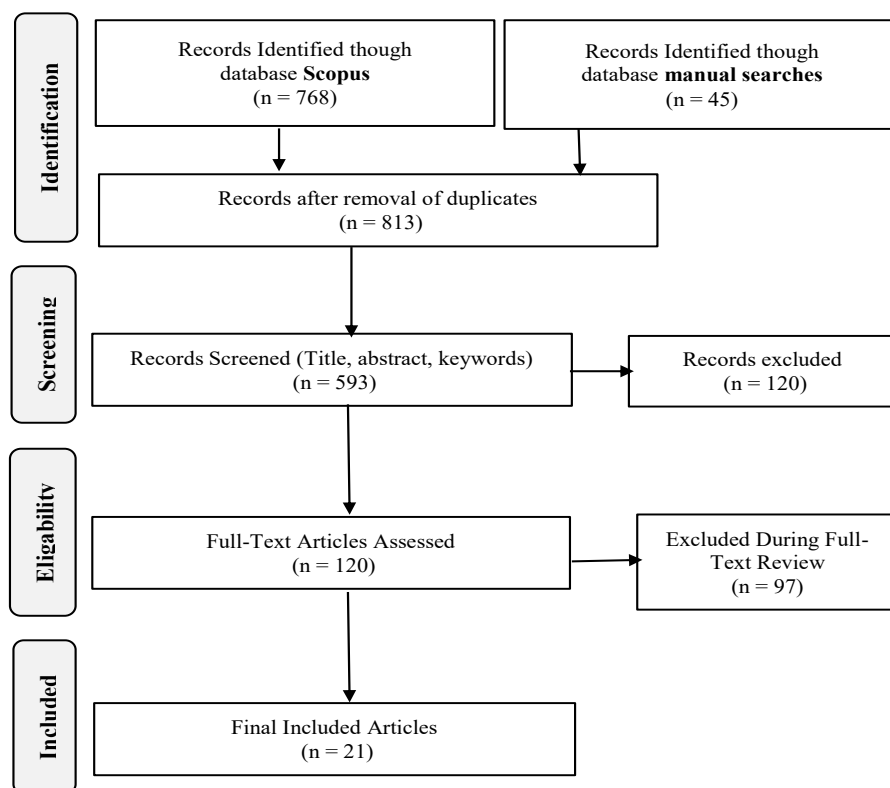 Identification
Records Identified though
database Scopus
(n = 768)
Records Identified though
database manual searches
(n = 45)
Records after removal of duplicates
(n = 813)
Screening
Records Screened (Title, abstract, keywords)
(n = 593)
Records excluded
(n = 120)
Eligability
Full-Text Articles Assessed
(n = 120)
Excluded During Full-
Text Review
(n = 97)
Included
Final Included Articles
(n = 21)